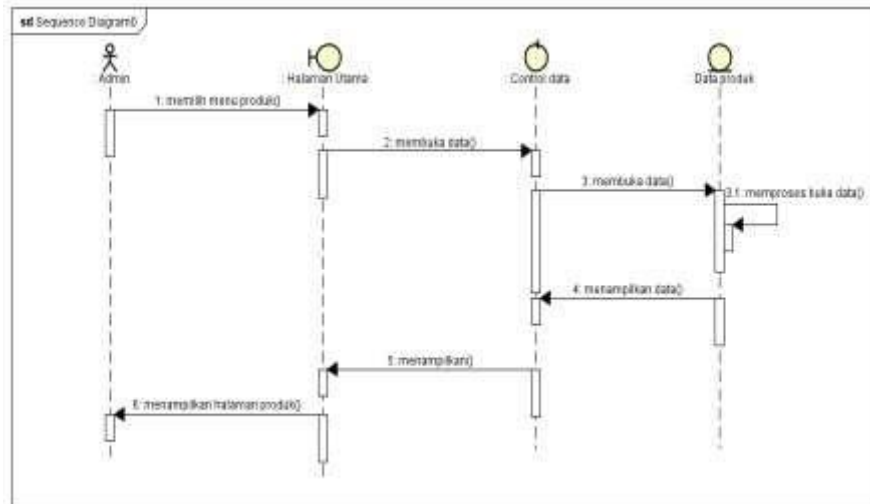 sd Sequence Diagram0
Admin
Halaman Utama
Control data
Data produk
1: memilih menu produk()
2: membuka data()
3: membuka data()
3.1: memproses buka data()
4: menampilkan data()
5: menampilkan()
6: menampilkan halaman produk()